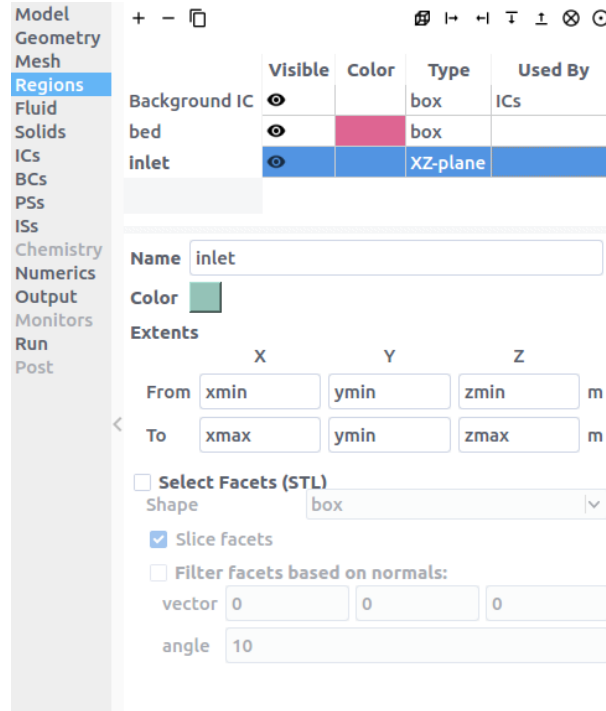 Model
Geometry
Mesh
Regions
Fluid
Solids
ICs
BCs
PSs
ISs
Chemistry
Numerics
Output
Monitors
Run
Post
Visible Color Type Used By
Background IC box ICs
bed box
inlet XZ-plane
Name inlet
Color
Extents
X Y Z
From xmin ymin zmin m
To xmax ymin zmax m
Select Facets (STL)
Shape box
Slice facets
Filter facets based on normals:
vector 0 0 0
angle 10